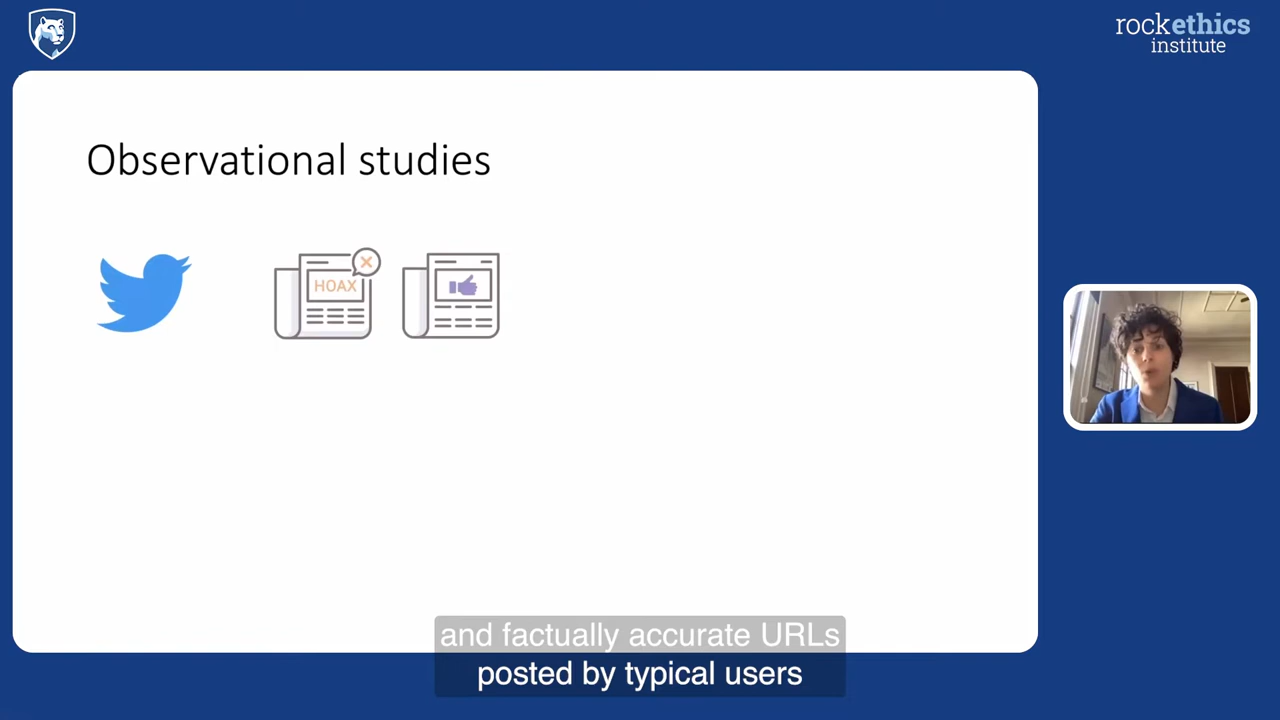 rockethics
institute
Observational studies
HOAX
and factually accurate URLs
posted by typical users